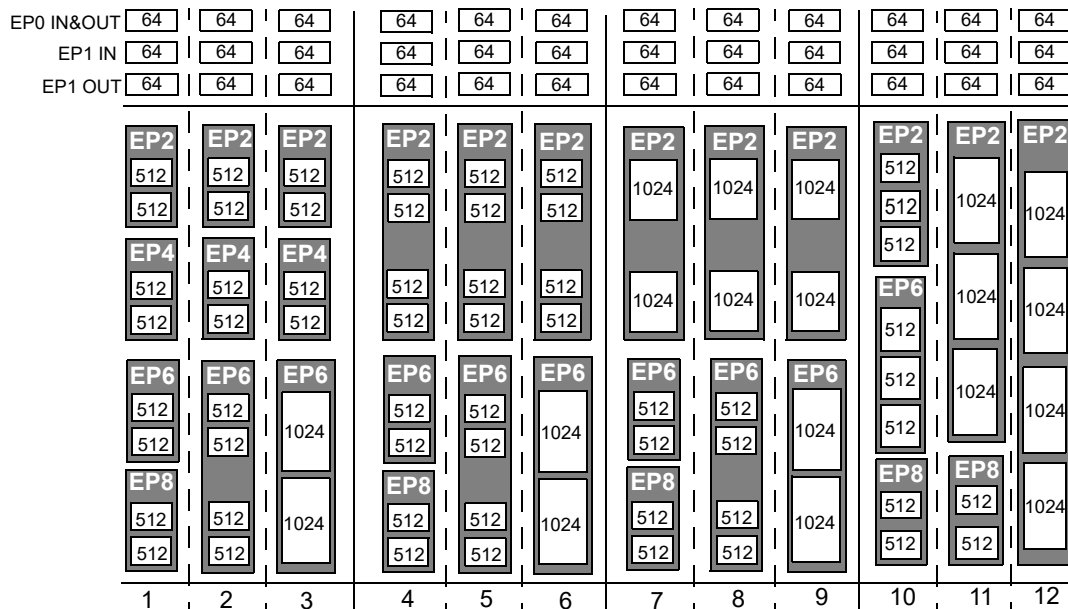 EP0 IN&OUT 64 64 64 64 64 64 64 64 64 64 64 64
EP1 IN 64 64 64 64 64 64 64 64 64 64 64 64
EP1 OUT 64 64 64 64 64 64 64 64 64 64 64 64
EP2 EP2 EP2 EP2 EP2 EP2 EP2 EP2 EP2 EP2 EP2 EP2
512 512 512 512 512 512 1024 1024 1024 512 1024 1024
512 512 512 512 512 512 512
512
EP4 EP4 EP4
512 512 512 512 512 512 1024 1024 1024 1024 1024
512 512 512 512 512 512
EP6 EP6 EP6 EP6 EP6 EP6 EP6 EP6 EP6 EP6
512 512 1024 512 512 1024 512 512 1024 512 1024 1024
512 512 512 512 512 512 512
512
EP8 EP8 EP8 EP8 EP8
512 512 1024 512 512 1024 512 512 1024 512 512 1024
512 512 512 512 512 512 512 512
1 2 3 4 5 6 7 8 9 10 11 12